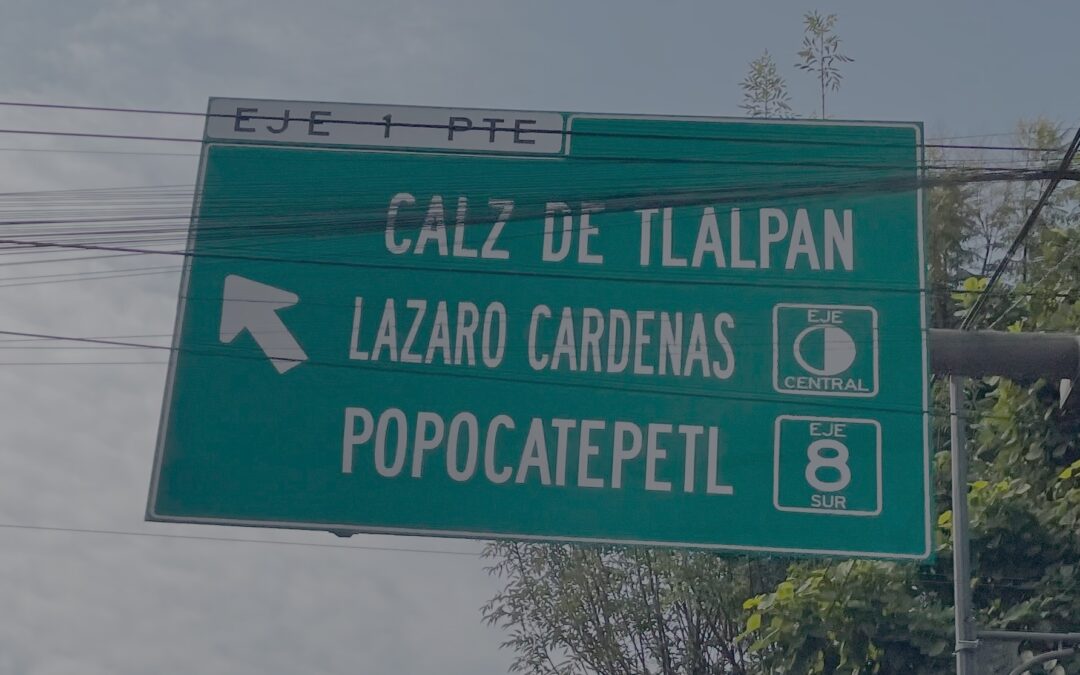 EJE 1 PTE
CALZ DE TLALPAN
LAZARO CARDENAS
EJE
CENTRAL
POPOCATEPETL
EJE
8
SUR